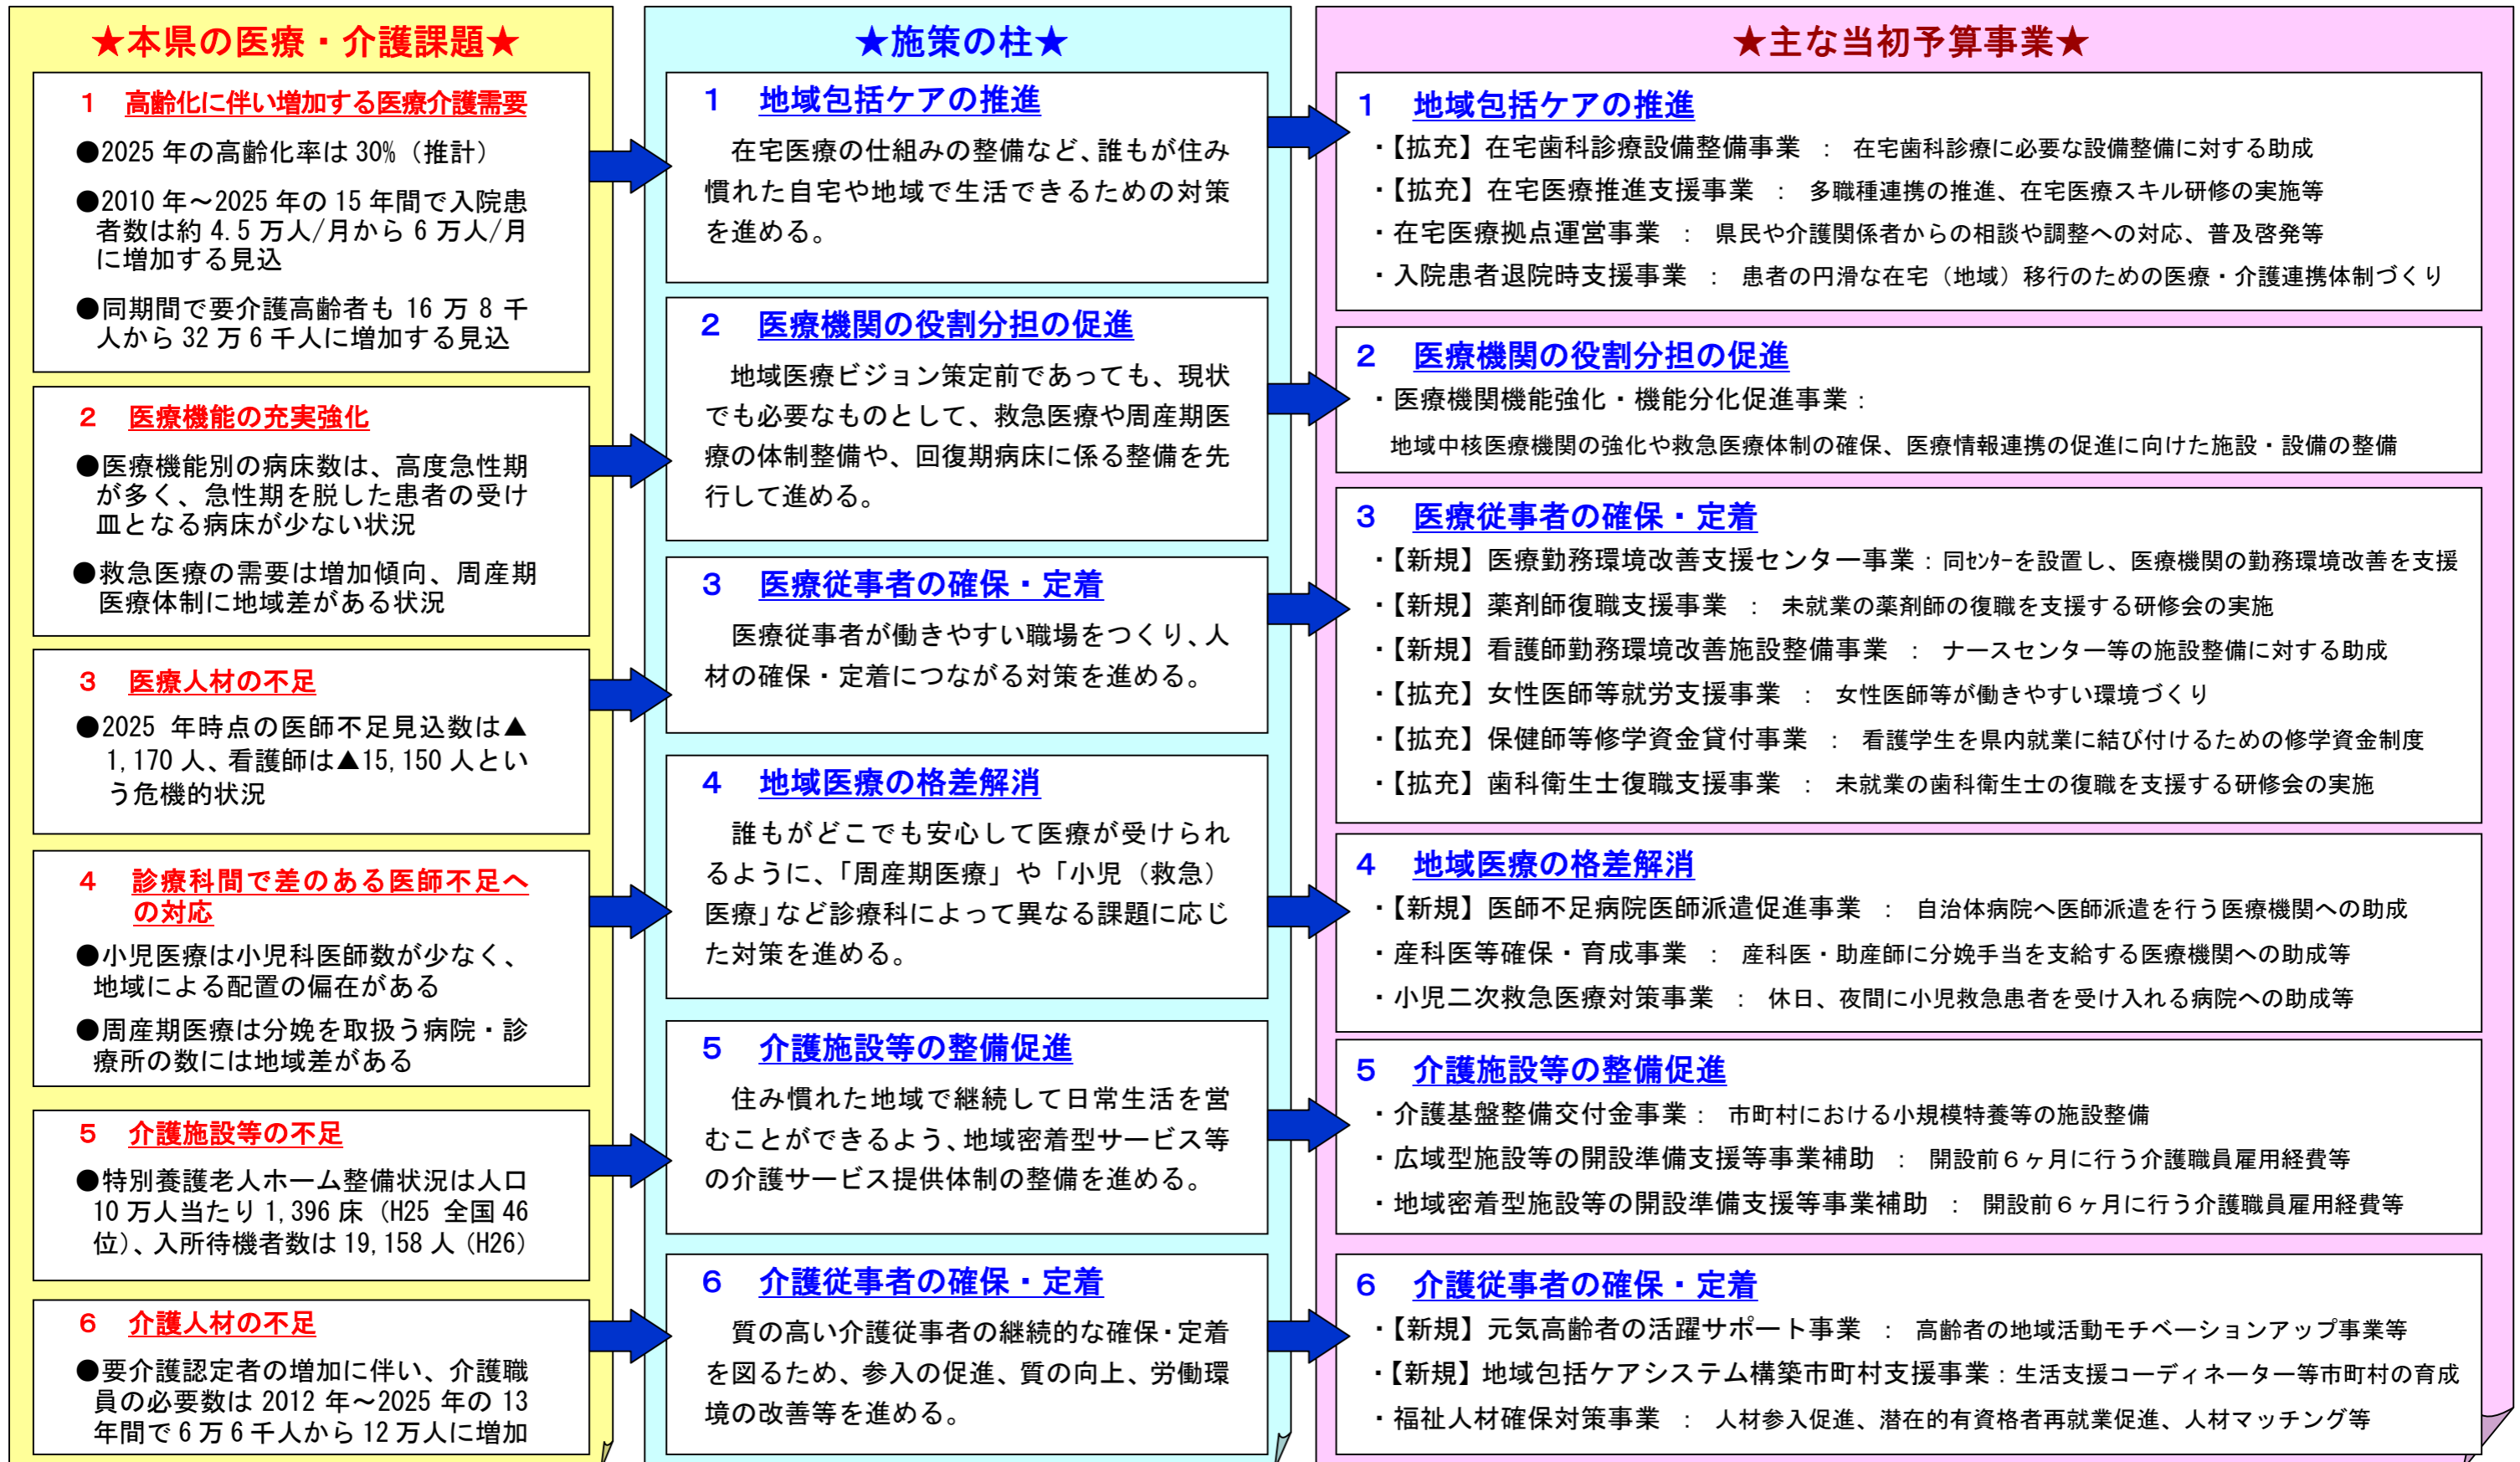 ★本県の医療・介護課題★
1 高齢化に伴い増加する医療介護需要
●2025 年の高齢化率は 30%（推計）
●2010 年～2025 年の 15 年間で入院患
者数は約 4.5 万人/月から 6 万人/月
に増加する見込
●同期間で要介護高齢者も 16 万 8 千
人から 32 万 6 千人に増加する見込
2 医療機能の充実強化
●医療機能別の病床数は、高度急性期
が多く、急性期を脱した患者の受け
皿となる病床が少ない状況
●救急医療の需要は増加傾向、周産期
医療体制に地域差がある状況
3 医療人材の不足
●2025 年時点の医師不足見込数は▲
1,170 人、看護師は▲15,150 人とい
う危機的状況
4 診療科間で差のある医師不足へ
の対応
●小児医療は小児科医師数が少なく、
地域による配置の偏在がある
●周産期医療は分娩を取扱う病院・診
療所の数には地域差がある
5 介護施設等の不足
●特別養護老人ホーム整備状況は人口
10 万人当たり 1,396 床（H25 全国 46
位）、入所待機者数は 19,158 人（H26）
6 介護人材の不足
●要介護認定者の増加に伴い、介護職
員の必要数は 2012 年～2025 年の 13
年間で 6 万 6 千人から 12 万人に増加
★施策の柱★
1 地域包括ケアの推進
在宅医療の仕組みの整備など、誰もが住み
慣れた自宅や地域で生活できるための対策
を進める。
2 医療機関の役割分担の促進
地域医療ビジョン策定前であっても、現状
でも必要なものとして、救急医療や周産期医
療の体制整備や、回復期病床に係る整備を先
行して進める。
3 医療従事者の確保・定着
医療従事者が働きやすい職場をつくり、人
材の確保・定着につながる対策を進める。
4 地域医療の格差解消
誰もがどこでも安心して医療が受けられ
るように、「周産期医療」や「小児（救急）
医療」など診療科によって異なる課題に応じ
た対策を進める。
5 介護施設等の整備促進
住み慣れた地域で継続して日常生活を営
むことができるよう、地域密着型サービス等
の介護サービス提供体制の整備を進める。
6 介護従事者の確保・定着
質の高い介護従事者の継続的な確保・定着
を図るため、参入の促進、質の向上、労働環
境の改善等を進める。
★主な当初予算事業★
1 地域包括ケアの推進
・【拡充】在宅歯科診療設備整備事業 : 在宅歯科診療に必要な設備整備に対する助成
・【拡充】在宅医療推進支援事業 : 多職種連携の推進、在宅医療スキル研修の実施等
・在宅医療拠点運営事業 : 県民や介護関係者からの相談や調整への対応、普及啓発等
・入院患者退院時支援事業 : 患者の円滑な在宅（地域）移行のための医療・介護連携体制づくり
2 医療機関の役割分担の促進
・医療機関機能強化・機能分化促進事業:
地域中核医療機関の強化や救急医療体制の確保、医療情報連携の促進に向けた施設・設備の整備
3 医療従事者の確保・定着
・【新規】医療勤務環境改善支援センター事業: 同ｾﾝﾀｰを設置し、医療機関の勤務環境改善を支援
・【新規】薬剤師復職支援事業 : 未就業の薬剤師の復職を支援する研修会の実施
・【新規】看護師勤務環境改善施設整備事業 : ナースセンター等の施設整備に対する助成
・【拡充】女性医師等就労支援事業 : 女性医師等が働きやすい環境づくり
・【拡充】保健師等修学資金貸付事業 : 看護学生を県内就業に結び付けるための修学資金制度
・【拡充】歯科衛生士復職支援事業 : 未就業の歯科衛生士の復職を支援する研修会の実施
4 地域医療の格差解消
・【新規】医師不足病院医師派遣促進事業 : 自治体病院へ医師派遣を行う医療機関への助成
・産科医等確保・育成事業 : 産科医・助産師に分娩手当を支給する医療機関への助成等
・小児二次救急医療対策事業 : 休日、夜間に小児救急患者を受け入れる病院への助成等
5 介護施設等の整備促進
・介護基盤整備交付金事業: 市町村における小規模特養等の施設整備
・広域型施設等の開設準備支援等事業補助 : 開設前6ヶ月に行う介護職員雇用経費等
・地域密着型施設等の開設準備支援等事業補助 : 開設前6ヶ月に行う介護職員雇用経費等
6 介護従事者の確保・定着
・【新規】元気高齢者の活躍サポート事業 : 高齢者の地域活動モチベーションアップ事業等
・【新規】地域包括ケアシステム構築市町村支援事業: 生活支援コーディネーター等市町村の育成
・福祉人材確保対策事業 : 人材参入促進、潜在的有資格者再就業促進、人材マッチング等